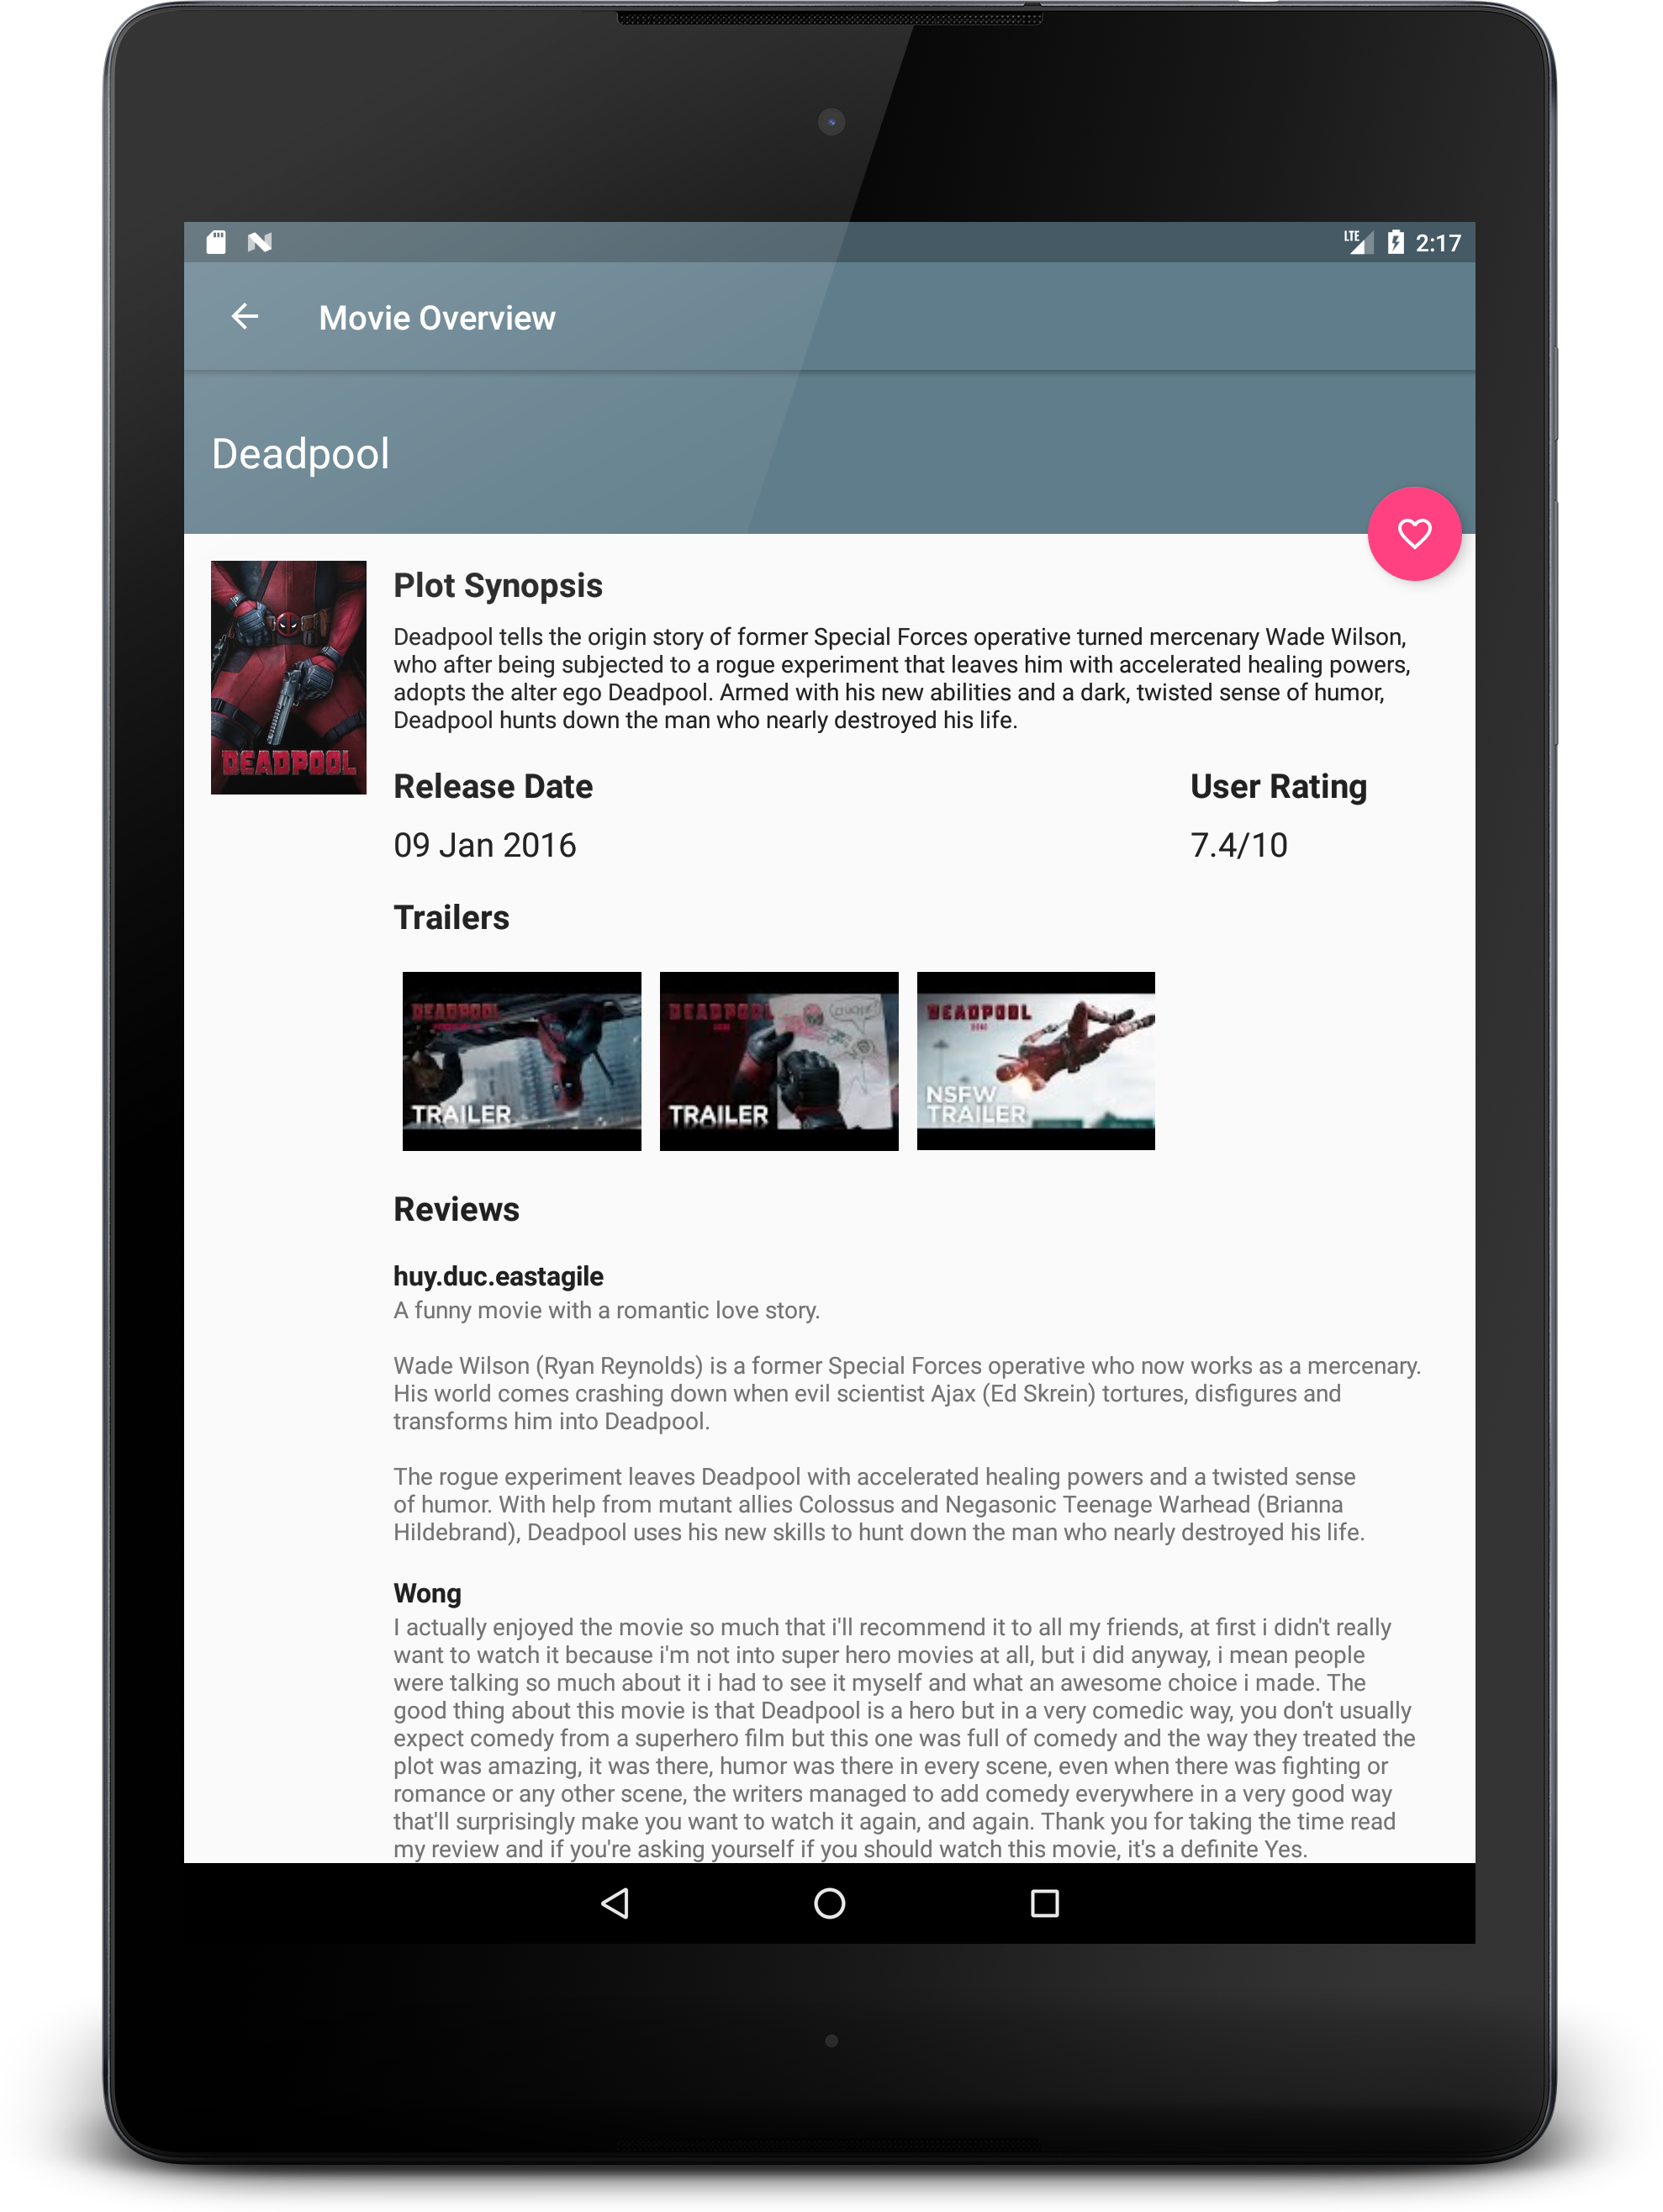 LTE 2:17
Movie Overview
Deadpool
Plot Synopsis
Deadpool tells the origin story of former Special Forces operative turned mercenary Wade Wilson,
who after being subjected to a rogue experiment that leaves him with accelerated healing powers,
adopts the alter ego Deadpool. Armed with his new abilities and a dark, twisted sense of humor,
Deadpool hunts down the man who nearly destroyed his life.
DEADPOOL
Release Date
User Rating
09 Jan 2016
7.4/10
Trailers
DEADPOOL
TRAILER
DEADPOOL
TRAILER
DEADPOOL
NSFW
TRAILER
Reviews
huy.duc.eastagile
A funny movie with a romantic love story.
Wade Wilson (Ryan Reynolds) is a former Special Forces operative who now works as a mercenary.
His world comes crashing down when evil scientist Ajax (Ed Skrein) tortures, disfigures and
transforms him into Deadpool.
The rogue experiment leaves Deadpool with accelerated healing powers and a twisted sense
of humor. With help from mutant allies Colossus and Negasonic Teenage Warhead (Brianna
Hildebrand), Deadpool uses his new skills to hunt down the man who nearly destroyed his life.
Wong
I actually enjoyed the movie so much that i'll recommend it to all my friends, at first i didn't really
want to watch it because i'm not into super hero movies at all, but i did anyway, i mean people
were talking so much about it i had to see it myself and what an awesome choice i made. The
good thing about this movie is that Deadpool is a hero but in a very comedic way, you don't usually
expect comedy from a superhero film but this one was full of comedy and the way they treated the
plot was amazing, it was there, humor was there in every scene, even when there was fighting or
romance or any other scene, the writers managed to add comedy everywhere in a very good way
that'll surprisingly make you want to watch it again, and again. Thank you for taking the time read
my review and if you're asking yourself if you should watch this movie, it's a definite Yes.